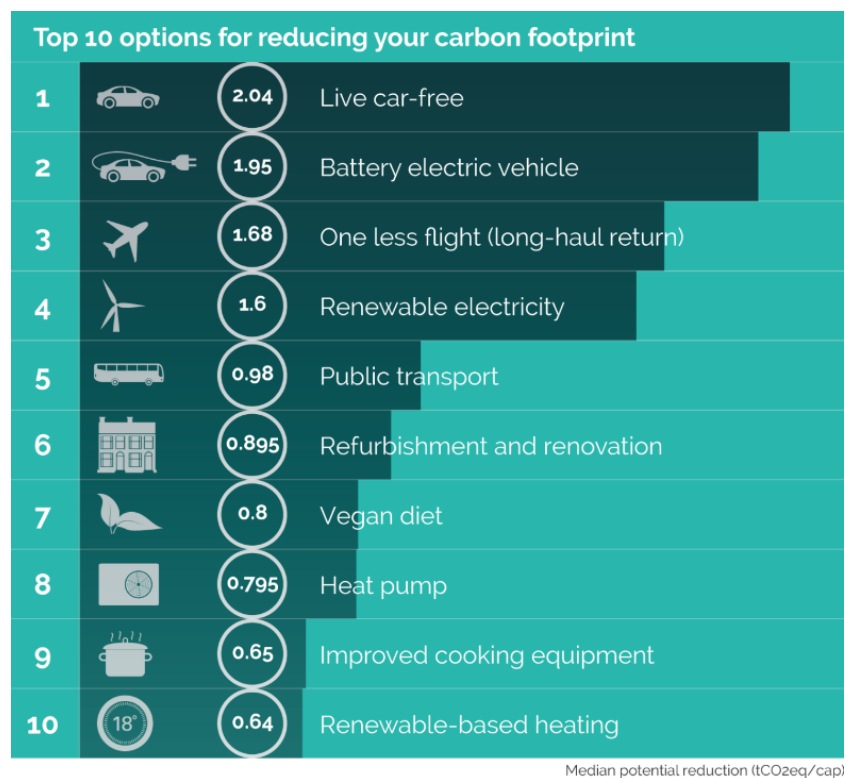 Top 10 options for reducing your carbon footprint
1 2.04 Live car-free
2 1.95 Battery electric vehicle
3 1.68 One less flight (long-haul return)
4 1.6 Renewable electricity
5 0.98 Public transport
6 0.895 Refurbishment and renovation
7 0.8 Vegan diet
8 0.795 Heat pump
9 0.65 Improved cooking equipment
10 18° 0.64 Renewable-based heating
Median potential reduction (tCO2eq/cap)